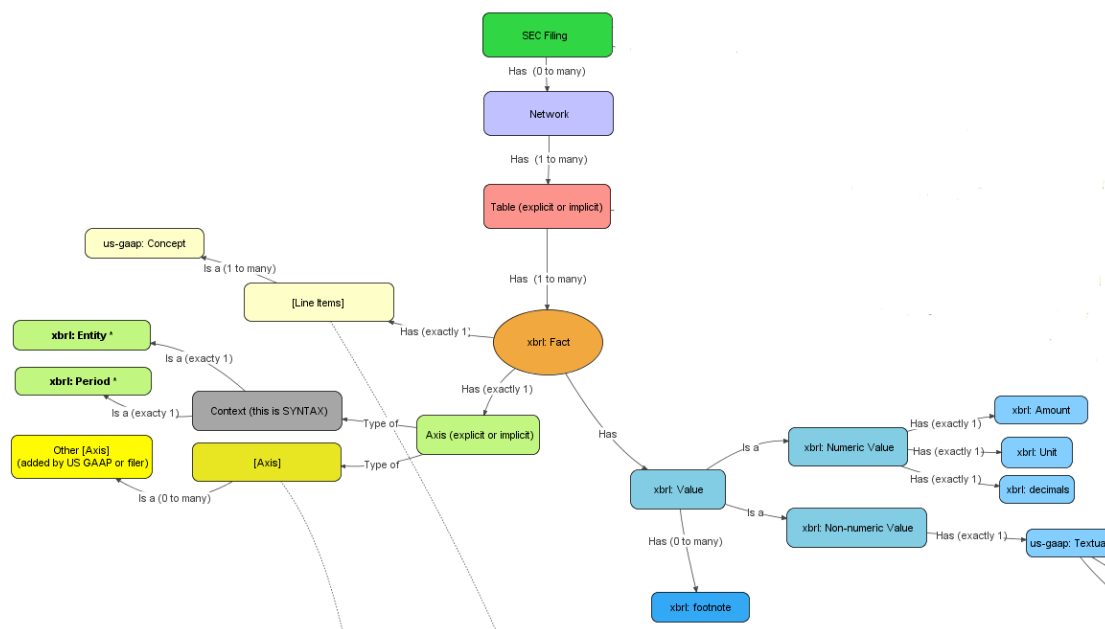 SEC Filing
Has (0 to many)
Network
Has (1 to many)
Table (explicit or implicit)
us-gaap: Concept
Is a (1 to many)
Has (1 to many)
[Line Items]
xbrl: Entity *
Has (exactly 1)
xbrl: Fact
Is a (exacty 1)
xbrl: Period *
Has (exactly 1)
Context (this is SYNTAX)
Is a (exactly 1)
Type of
Axis (explicit or implicit)
Has
Other [Axis]
(added by US GAAP or filer)
[Axis]
Type of
Is a (0 to many)
xbrl: Value
Is a
xbrl: Numeric Value
Has (exactly 1)
xbrl: Amount
Has (exactly 1)
xbrl: Unit
Has (exactly 1)
xbrl: decimals
Is a
xbrl: Non-numeric Value
Has (exactly 1)
us-gaap: Textua
Has (0 to many)
xbrl: footnote